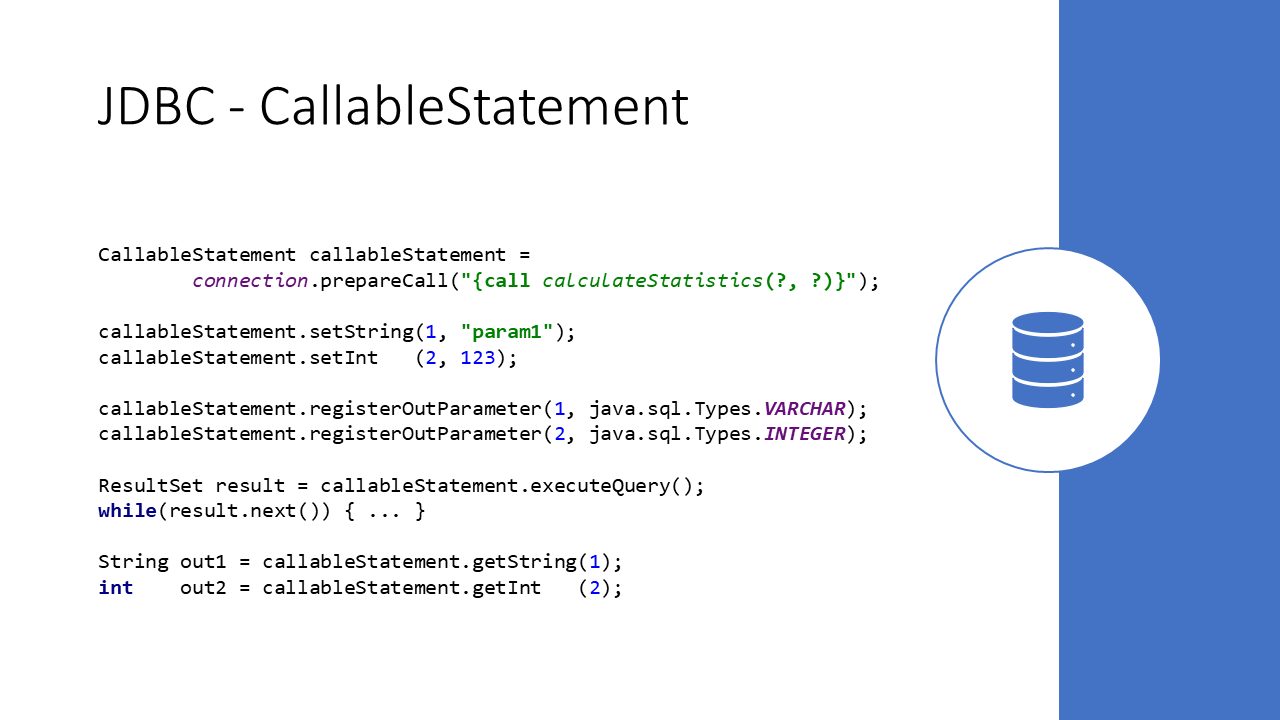 JDBC - CallableStatement
CallableStatement callableStatement =
        connection.prepareCall("{call calculateStatistics(?, ?)}");
callableStatement.setString(1, "param1");
callableStatement.setInt   (2, 123);
callableStatement.registerOutParameter(1, java.sql.Types.VARCHAR);
callableStatement.registerOutParameter(2, java.sql.Types.INTEGER);
ResultSet result = callableStatement.executeQuery();
while(result.next()) { ... }
String out1 = callableStatement.getString(1);
int    out2 = callableStatement.getInt   (2);